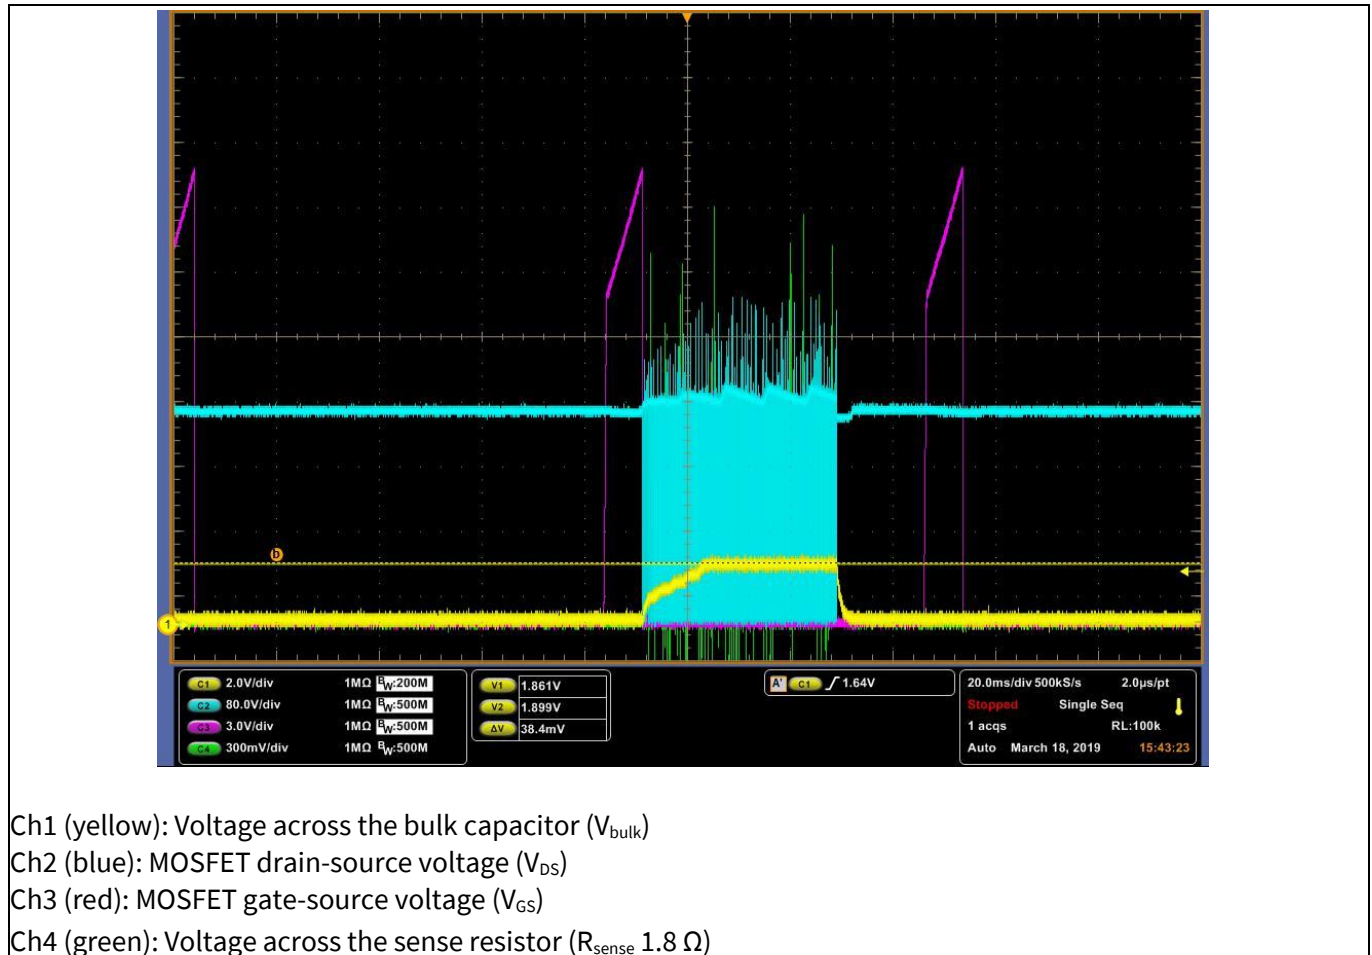 b
1
C1 2.0V/div 1MΩ BW:200M
C2 80.0V/div 1MΩ BW:500M
C3 3.0V/div 1MΩ BW:500M
C4 300mV/div 1MΩ BW:500M
V1 1.861V
V2 1.899V
ΔV 38.4mV
A' C1 1.64V
20.0ms/div 500kS/s 2.0µs/pt
Stopped Single Seq
1 acqs RL:100k
Auto March 18, 2019 15:43:23
Ch1 (yellow): Voltage across the bulk capacitor (Vbulk)
Ch2 (blue): MOSFET drain-source voltage (VDS)
Ch3 (red): MOSFET gate-source voltage (VGS)
Ch4 (green): Voltage across the sense resistor (Rsense 1.8 Ω)